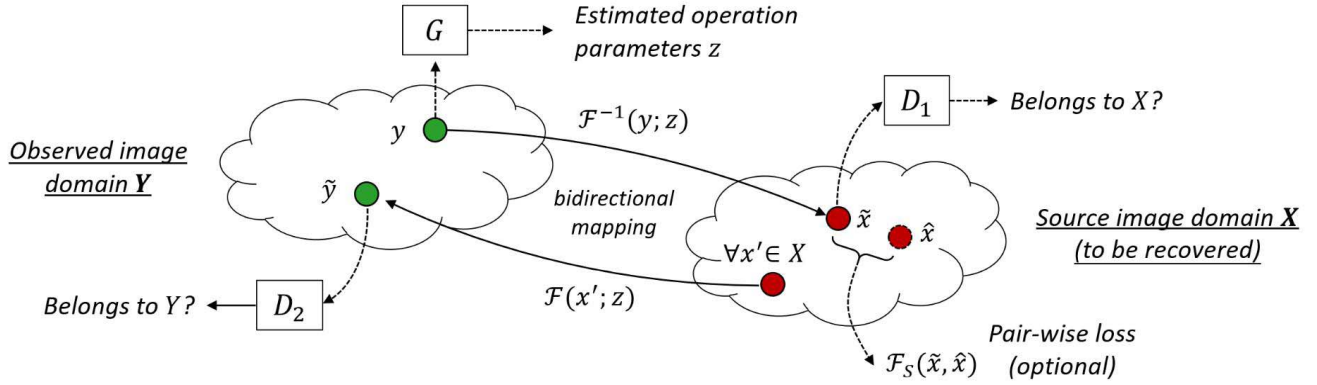 G
Estimated operation
parameters z
D₁
Belongs to X?
ℱ⁻¹(y; z)
y
Observed image
domain Y
ỹ
bidirectional
mapping
x̃
x̂
Source image domain X
(to be recovered)
∀x′∈ X
ℱ(x′; z)
Belongs to Y?
D₂
Pair-wise loss
(optional)
ℱ_S(x̃, x̂)